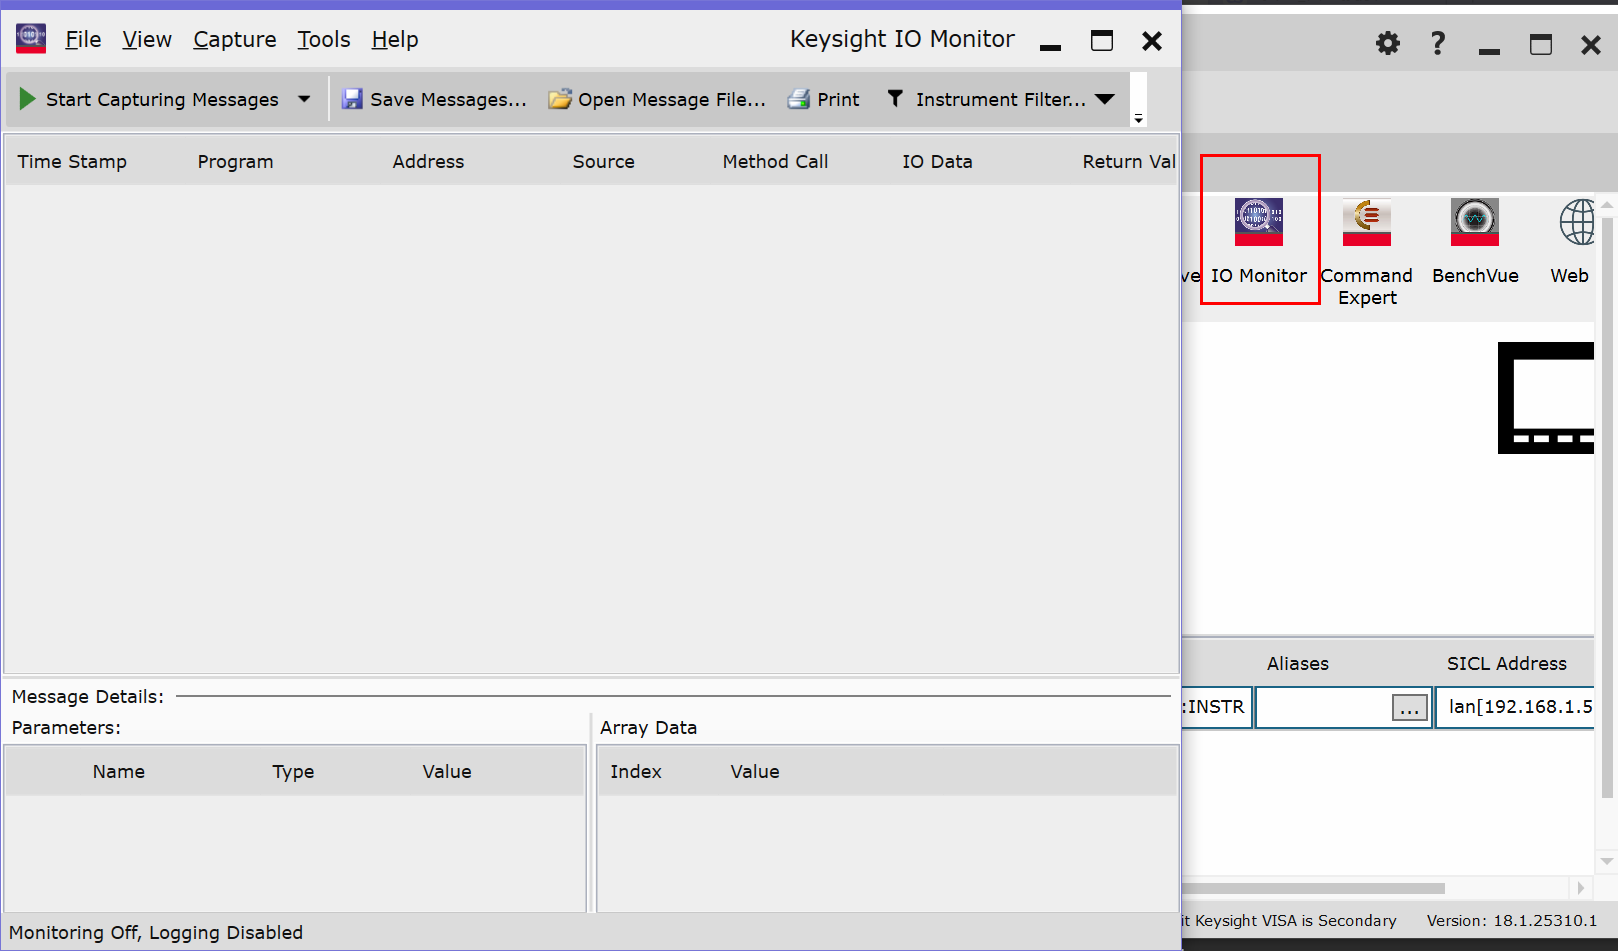 File View Capture Tools Help Keysight IO Monitor
Start Capturing Messages Save Messages... Open Message File... Print Instrument Filter...
Time Stamp Program Address Source Method Call IO Data Return Val
Message Details:
Parameters:
Array Data
Name Type Value
Index Value
Monitoring Off, Logging Disabled
?
ve IO Monitor Command Expert BenchVue Web
Aliases SICL Address
:INSTR ... lan[192.168.1.5
it Keysight VISA is Secondary Version: 18.1.25310.1